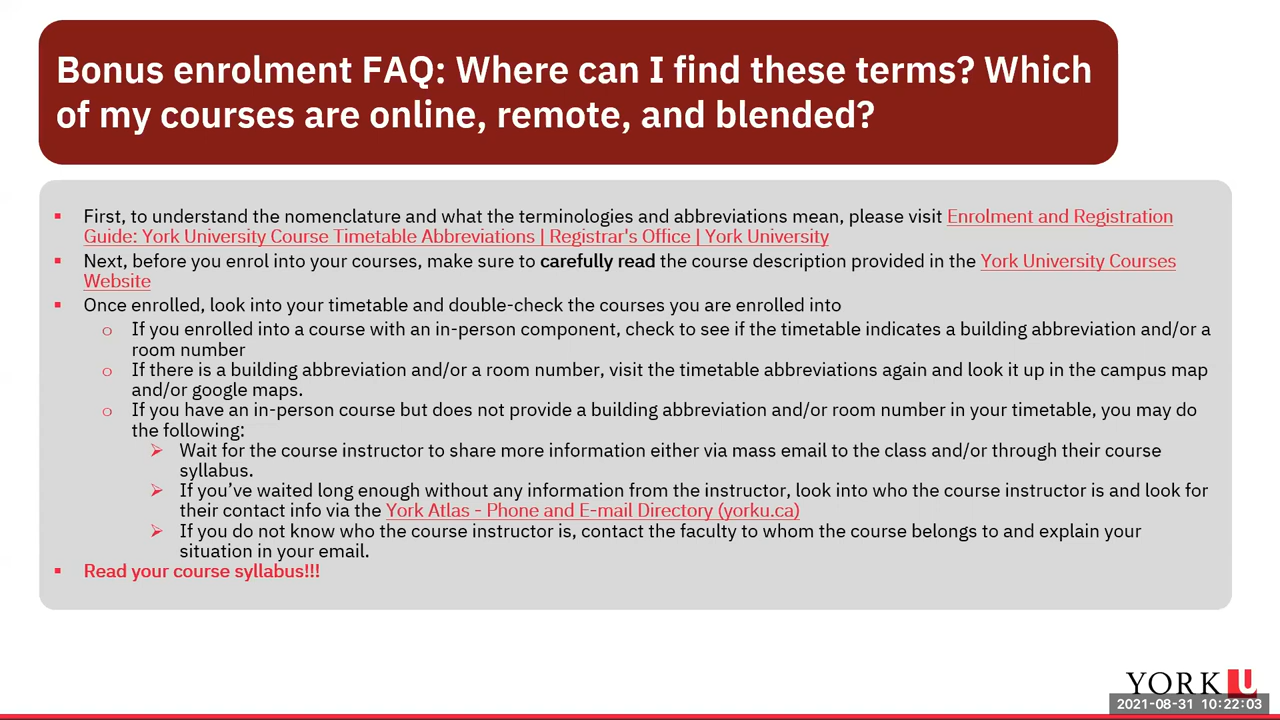 Bonus enrolment FAQ: Where can I find these terms? Which
of my courses are online, remote, and blended?
▪ First, to understand the nomenclature and what the terminologies and abbreviations mean, please visit Enrolment and Registration
Guide: York University Course Timetable Abbreviations | Registrar's Office | York University
▪ Next, before you enrol into your courses, make sure to carefully read the course description provided in the York University Courses
Website
▪ Once enrolled, look into your timetable and double-check the courses you are enrolled into
o If you enrolled into a course with an in-person component, check to see if the timetable indicates a building abbreviation and/or a
room number
o If there is a building abbreviation and/or a room number, visit the timetable abbreviations again and look it up in the campus map
and/or google maps.
o If you have an in-person course but does not provide a building abbreviation and/or room number in your timetable, you may do
the following:
➢ Wait for the course instructor to share more information either via mass email to the class and/or through their course
syllabus.
➢ If you’ve waited long enough without any information from the instructor, look into who the course instructor is and look for
their contact info via the York Atlas - Phone and E-mail Directory (yorku.ca)
➢ If you do not know who the course instructor is, contact the faculty to whom the course belongs to and explain your
situation in your email.
▪ Read your course syllabus!!!
YORK U
2021-08-31 10:22:03